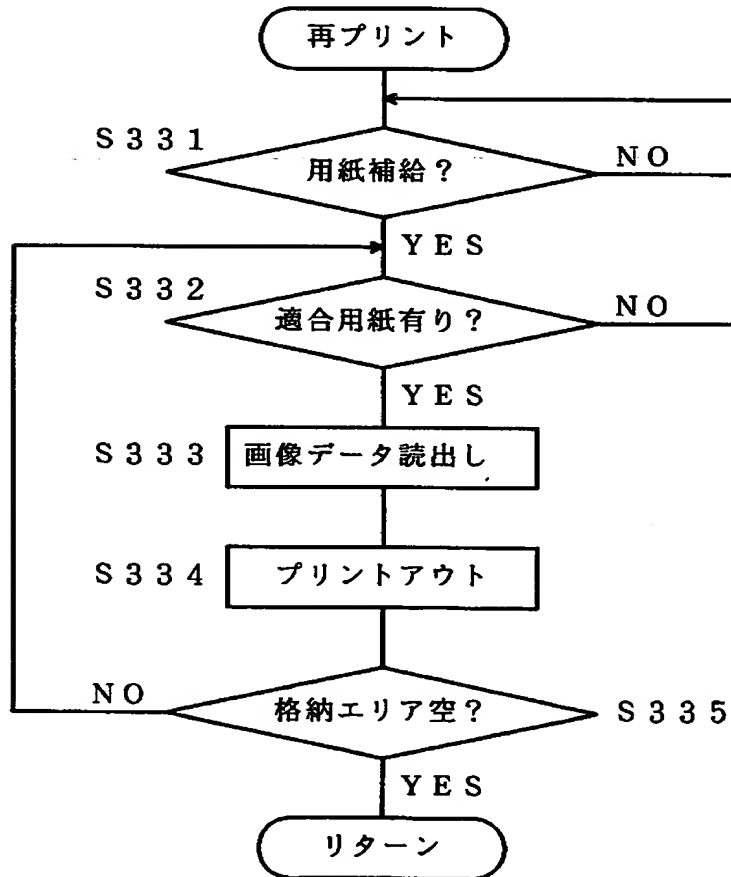 再プリント
S331
用紙補給?
NO
YES
S332
適合用紙有り?
NO
YES
S333
画像データ読出し
S334
プリントアウト
NO
格納エリア空?
S335
YES
リターン